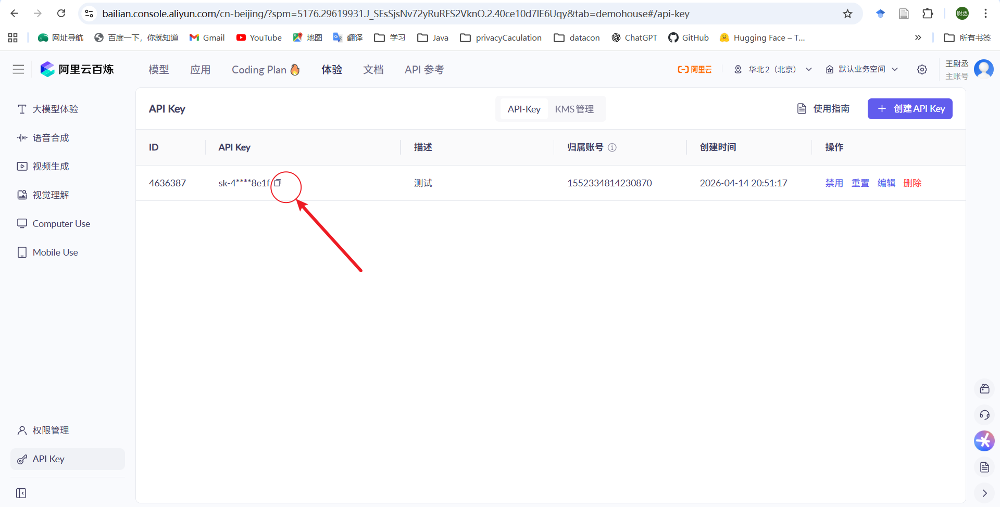 bailian.console.aliyun.com/cn-beijing/?spm=5176.29619931.J_SEsSjsNv72yRuRFS2VknO.2.40ce10d7lE6Uqy&tab=demohouse#/api-key
尉丞
网址导航 百度一下，你就知道 Gmail YouTube 地图 翻译 学习 Java privacyCaculation datacon ChatGPT GitHub Hugging Face – T... 所有书签
阿里云百炼 模型 应用 Coding Plan 体验 文档 API 参考 阿里云 华北2（北京） 默认业务空间 王尉丞
主账号
大模型体验
语音合成
视频生成
视觉理解
Computer Use
Mobile Use
权限管理
API Key
API Key API-Key KMS管理 使用指南 创建API Key
ID API Key 描述 归属账号 创建时间 操作
4636387 sk-4****8e1f 测试 1552334814230870 2026-04-14 20:51:17 禁用 重置 编辑 删除